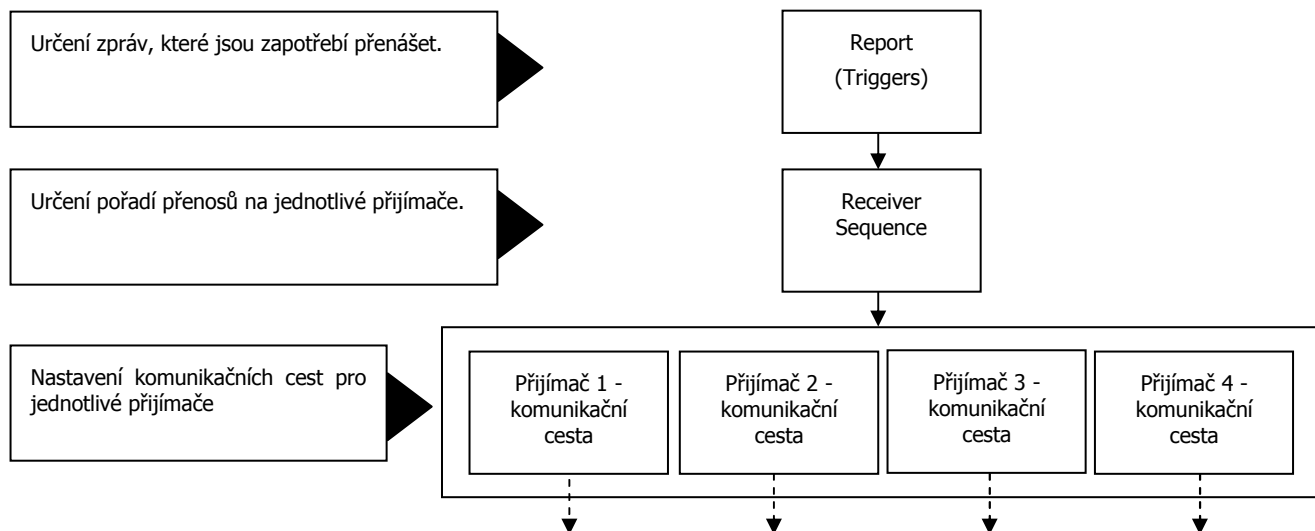 Určení zpráv, které jsou zapotřebí přenášet.
Report
(Triggers)
Určení pořadí přenosů na jednotlivé přijímače.
Receiver
Sequence
Nastavení komunikačních cest pro
jednotlivé přijímače
Přijímač 1 -
komunikační
cesta
Přijímač 2 -
komunikační
cesta
Přijímač 3 -
komunikační
cesta
Přijímač 4 -
komunikační
cesta